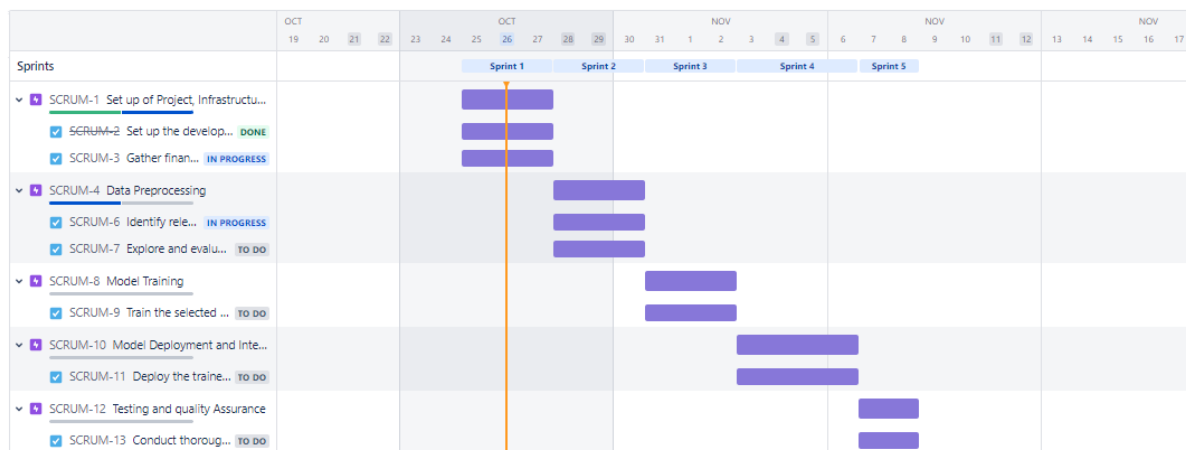 OCT OCT NOV NOV NOV
19 20 21 22 23 24 25 26 27 28 29 30 31 1 2 3 4 5 6 7 8 9 10 11 12 13 14 15 16 17
Sprints Sprint 1 Sprint 2 Sprint 3 Sprint 4 Sprint 5
SCRUM-1 Set up of Project, Infrastructu...
SCRUM-2 Set up the develop... DONE
SCRUM-3 Gather finan... IN PROGRESS
SCRUM-4 Data Preprocessing
SCRUM-6 Identify rele... IN PROGRESS
SCRUM-7 Explore and evalu... TO DO
SCRUM-8 Model Training
SCRUM-9 Train the selected ... TO DO
SCRUM-10 Model Deployment and Inte...
SCRUM-11 Deploy the traine... TO DO
SCRUM-12 Testing and quality Assurance
SCRUM-13 Conduct thoroug... TO DO